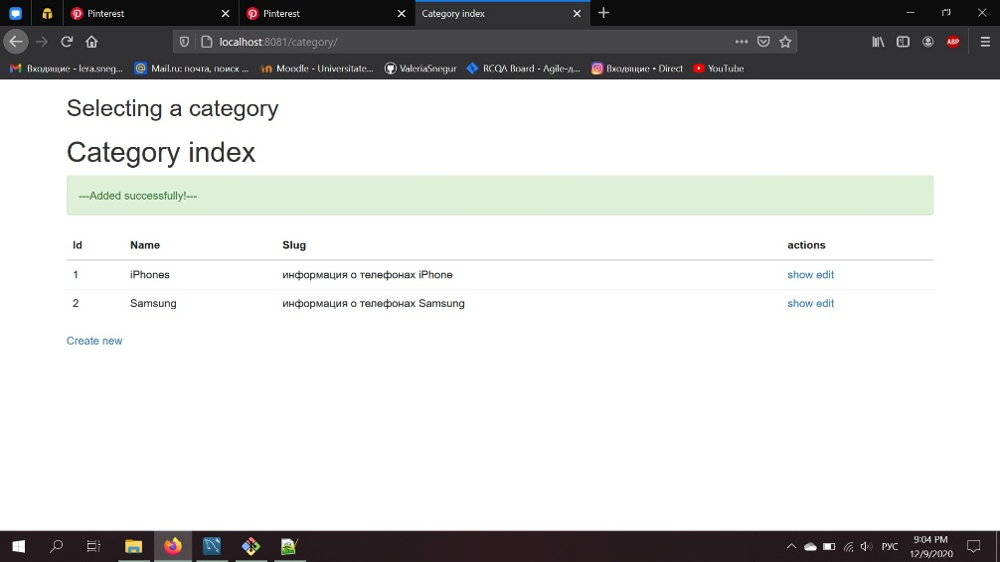 Pinterest
Pinterest
Category index
localhost:8081/category/
ABP
Входящие - lera.sneg...
Mail.ru: почта, поиск ...
Moodle - Universitate...
ValeriaSnegur
RCQA Board - Agile-д...
Входящие • Direct
YouTube
Selecting a category
Category index
---Added successfully!---
Id Name Slug actions
1 iPhones информация о телефонах iPhone show edit
2 Samsung информация о телефонах Samsung show edit
Create new
РУС
9:04 PM
12/9/2020